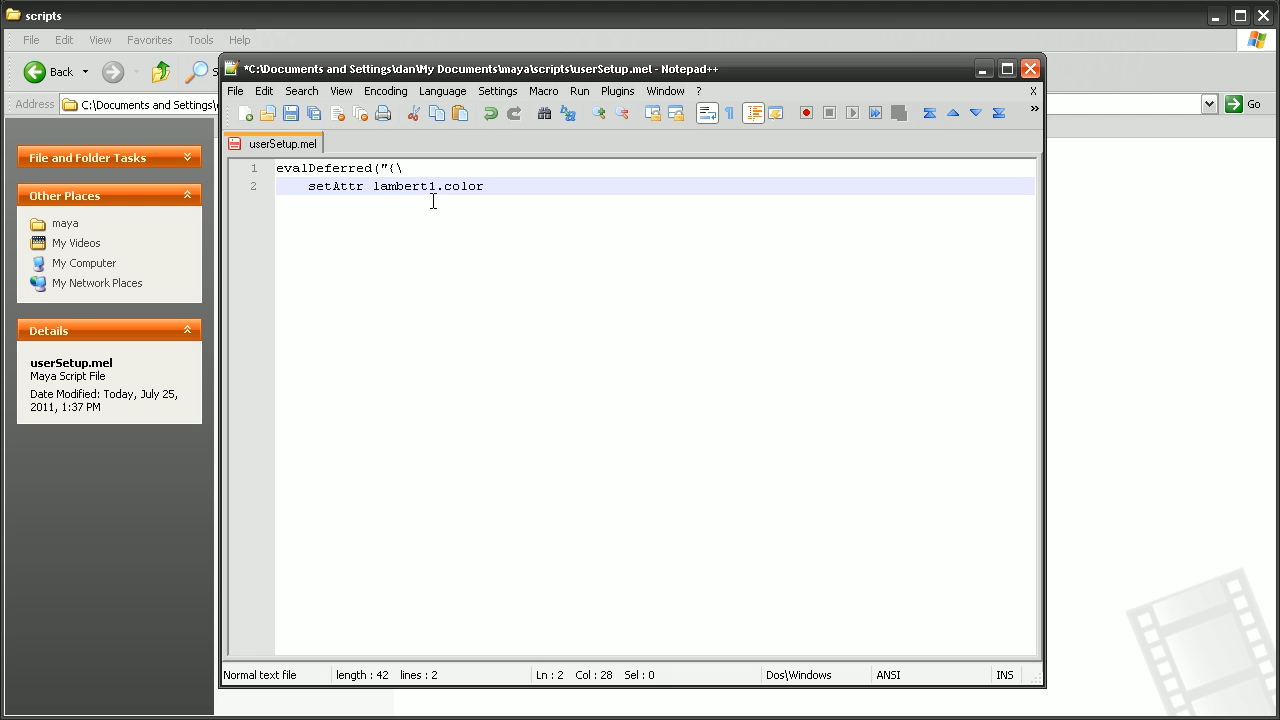 scripts
File Edit View Favorites Tools Help
Back S
Address C:\Documents and Settings\ Go
File and Folder Tasks
Other Places
maya
My Videos
My Computer
My Network Places
Details
userSetup.mel
Maya Script File
Date Modified: Today, July 25,
2011, 1:37 PM
*C:\Documents and Settings\dan\My Documents\maya\scripts\userSetup.mel - Notepad++
File Edit Search View Encoding Language Settings Macro Run Plugins Window ? X
userSetup.mel
1 evalDeferred("(\
2 setAttr lambert1.color
Normal text file length : 42 lines : 2 Ln : 2 Col : 28 Sel : 0 Dos\Windows ANSI INS